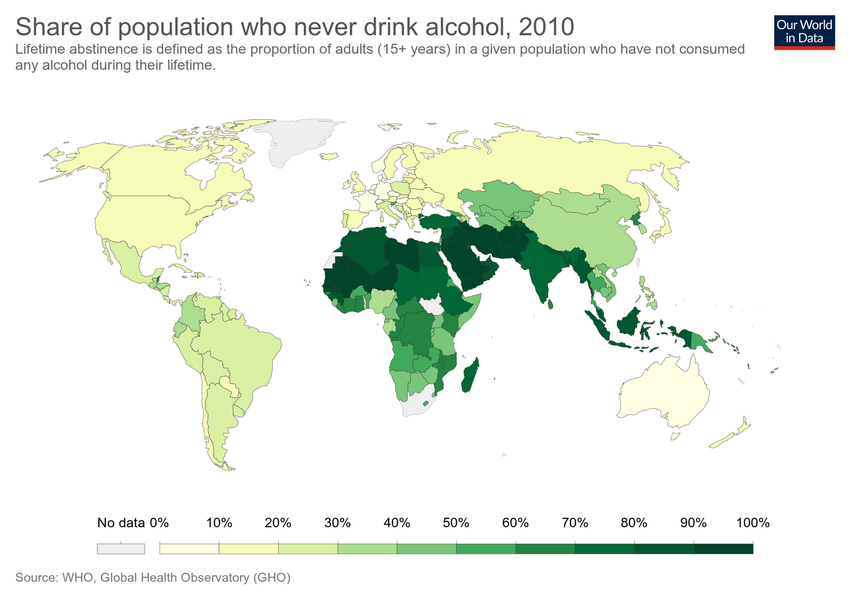 Share of population who never drink alcohol, 2010
Our World
in Data
Lifetime abstinence is defined as the proportion of adults (15+ years) in a given population who have not consumed
any alcohol during their lifetime.
No data 0% 10% 20% 30% 40% 50% 60% 70% 80% 90% 100%
Source: WHO, Global Health Observatory (GHO)